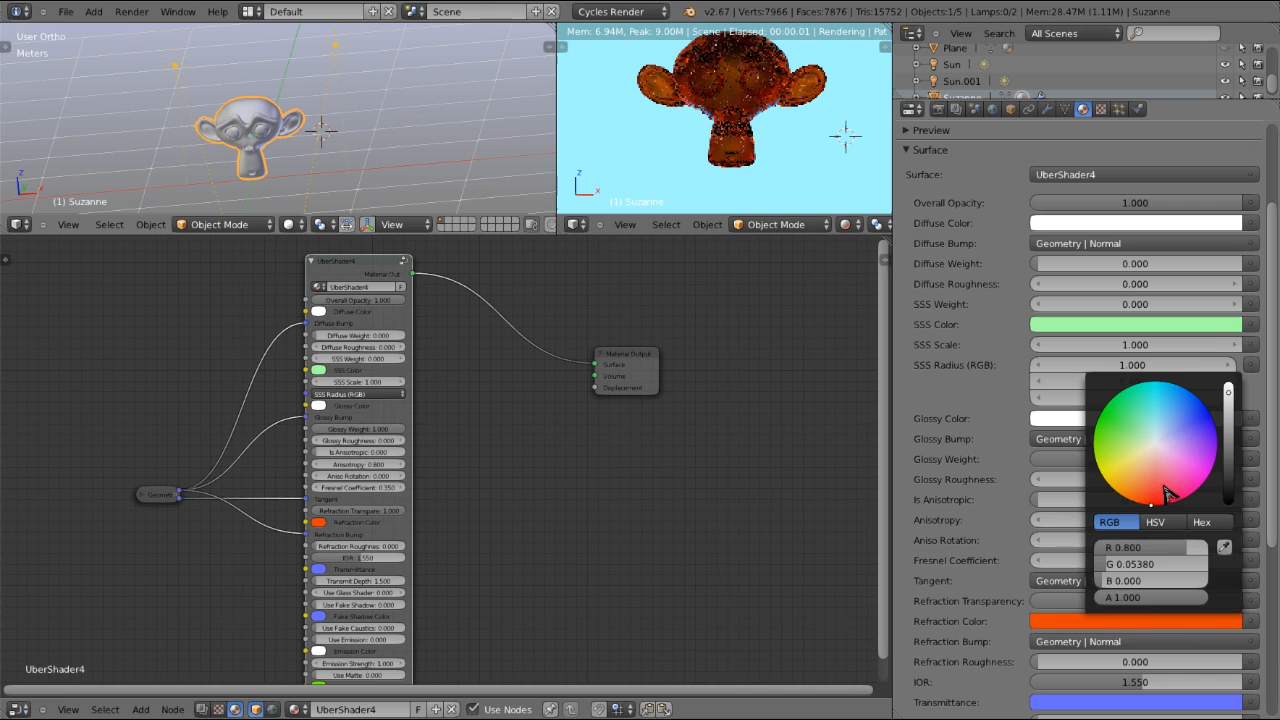 File Add Render Window Help Default Scene Cycles Render v2.67 | Verts:7966 | Faces:7876 | Tris:15752 | Objects:1/5 | Lamps:0/2 | Mem:28.47M (1.11M) | Suzanne
User Ortho
Meters
(1) Suzanne
View Select Object Object Mode View
Mem: 6.94M, Peak: 9.00M | Scene | Elapsed: 00:00.01 | Rendering | Pat
(1) Suzanne
View Select Object Object Mode
UberShader4
Material Out
UberShader4 F
Overall Opacity: 1.000
Diffuse Color
Diffuse Bump
Diffuse Weight: 0.000
Diffuse Roughness: 0.000
SSS Weight: 0.000
SSS Color
SSS Scale: 1.000
SSS Radius (RGB)
Glossy Color
Glossy Bump
Glossy Weight: 1.000
Glossy Roughness: 0.000
Is Anisotropic: 0.000
Anisotropy: 0.800
Aniso Rotation: 0.000
Fresnel Coefficient: 0.350
Tangent
Refraction Transpare: 1.000
Refraction Color
Refraction Bump
Refraction Roughnes: 0.000
IOR: 1.550
Transmittance
Transmit Depth: 1.500
Use Glass Shader: 0.000
Use Fake Shadow: 0.000
Fake Shadow Color
Use Fake Caustics: 0.000
Use Emission: 0.000
Emission Color
Emission Strength: 1.000
Use Matte: 0.000
Geometr
Material Output
Surface
Volume
Displacement
UberShader4
View Select Add Node UberShader4 F Use Nodes
View Search All Scenes
Plane
Sun
Sun.001
Suzanne
Preview
Surface
Surface: UberShader4
Overall Opacity: 1.000
Diffuse Color:
Diffuse Bump: Geometry | Normal
Diffuse Weight: 0.000
Diffuse Roughness: 0.000
SSS Weight: 0.000
SSS Color:
SSS Scale: 1.000
SSS Radius (RGB): 1.000
Glossy Color:
Glossy Bump: Geometry
Glossy Weight:
Glossy Roughness:
Is Anisotropic:
Anisotropy:
Aniso Rotation:
Fresnel Coefficient:
Tangent: Geometry
Refraction Transparency:
Refraction Color:
Refraction Bump: Geometry | Normal
Refraction Roughness: 0.000
IOR: 1.550
Transmittance:
RGB HSV Hex
R 0.800
G 0.05380
B 0.000
A 1.000